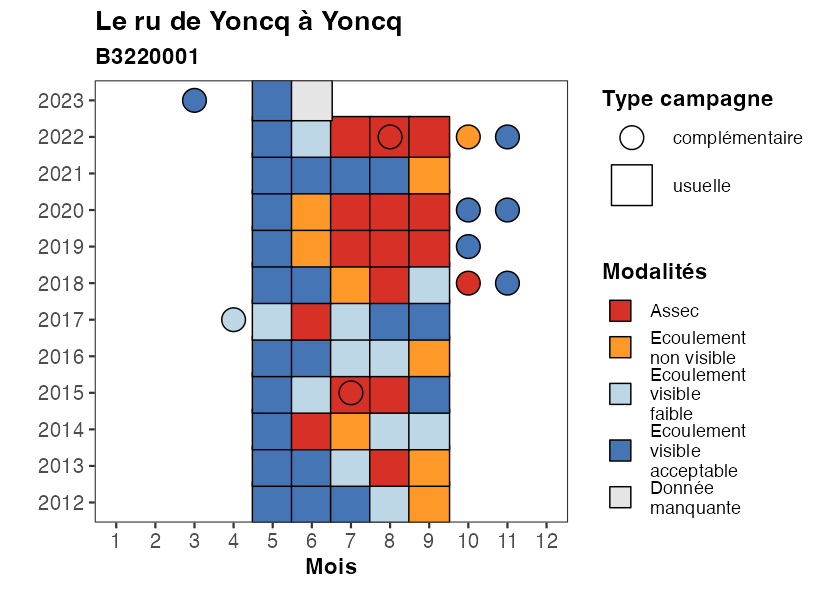 Le ru de Yoncq à Yoncq
B3220001
2023
2022
2021
2020
2019
2018
2017
2016
2015
2014
2013
2012
1 2 3 4 5 6 7 8 9 10 11 12
Mois
Type campagne
complémentaire
usuelle
Modalités
Assec
Ecoulement
non visible
Ecoulement
visible
faible
Ecoulement
visible
acceptable
Donnée
manquante